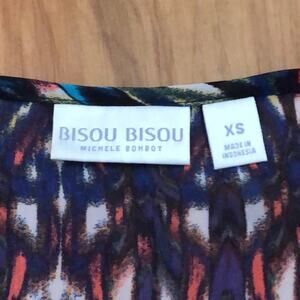 BISOU BISOU
MICHELE BOHBOT
XS
MADE IN
INDONESIA